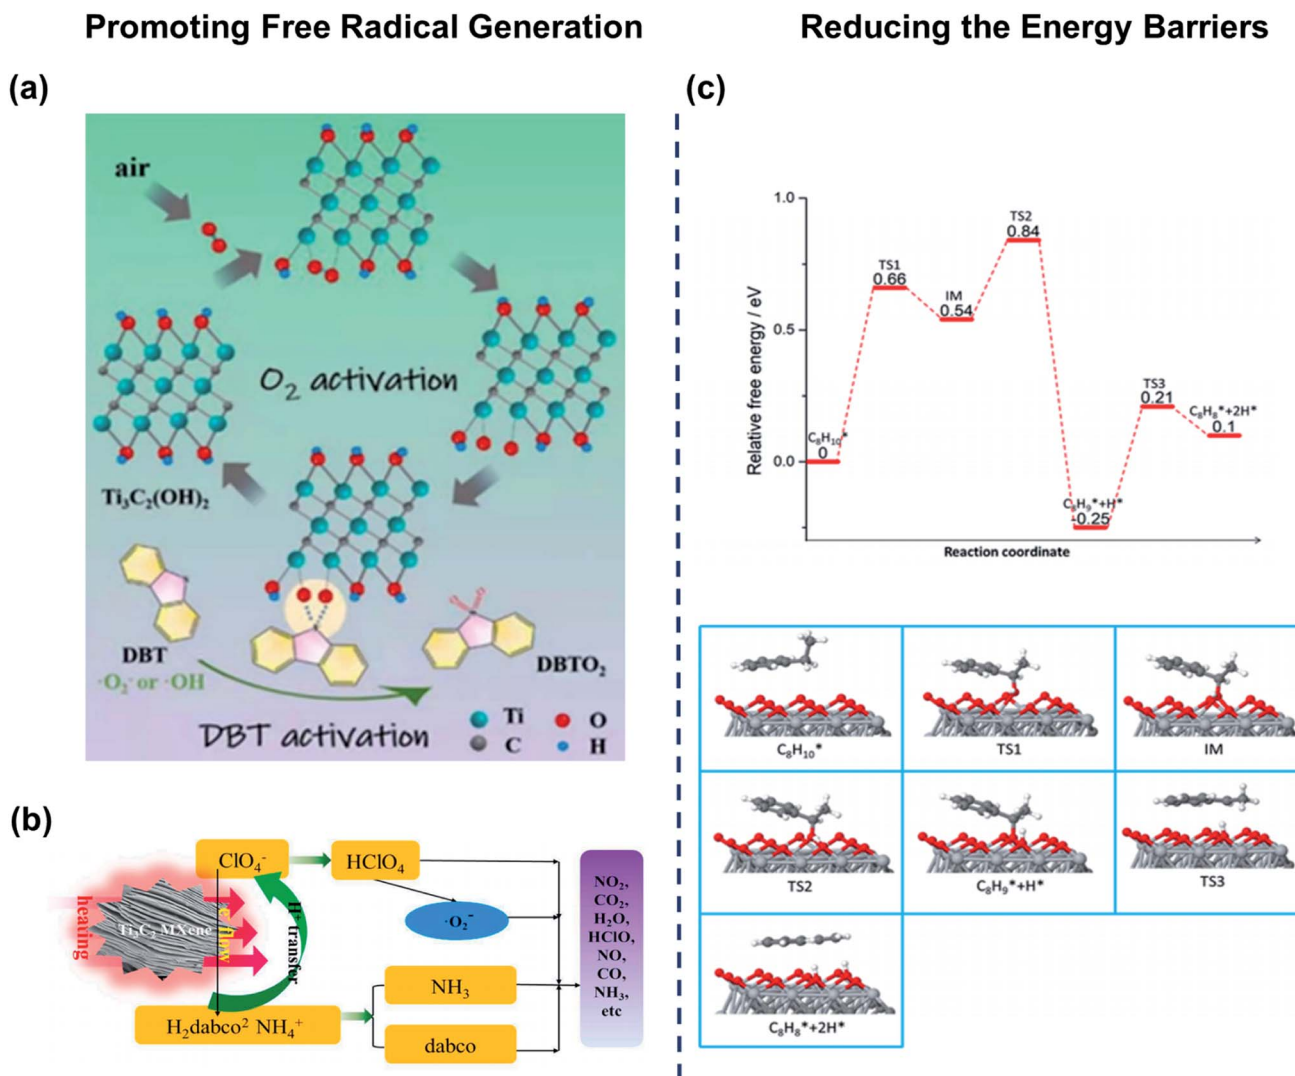 Promoting Free Radical Generation
Reducing the Energy Barriers
(a)
air
O₂ activation
Ti₃C₂(OH)₂
DBT
·O₂⁻ or ·OH
DBTO₂
DBT activation
Ti
O
C
H
(b)
heating
Ti₃C₂ MXene
H⁺ transfer
ClO₄⁻
HClO₄
·O₂⁻
NH₃
H₂dabco² NH₄⁺
dabco
NO₂,
CO₂,
H₂O,
HClO,
NO,
CO,
NH₃,
etc
(c)
Relative free energy / eV
1.0
0.5
0.0
C₈H₁₀*
0
TS1
0.66
IM
0.54
TS2
0.84
C₈H₉*+H*
-0.25
TS3
0.21
C₈H₈*+2H*
0.1
Reaction coordinate
C₈H₁₀*
TS1
IM
TS2
C₈H₉*+H*
TS3
C₈H₈*+2H*